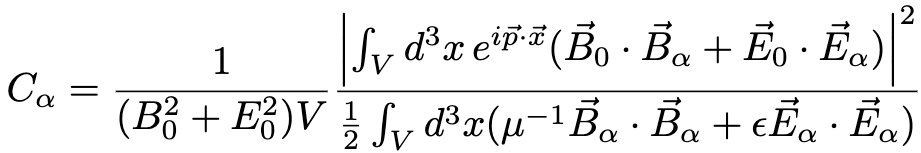 C_α = \frac{1}{(B_0^2 + E_0^2)V} \frac{\left| \int_V d^3x \, e^{i\vec{p}\cdot\vec{x}} (\vec{B}_0 \cdot \vec{B}_α + \vec{E}_0 \cdot \vec{E}_α) \right|^2}{\frac{1}{2} \int_V d^3x (μ^{-1} \vec{B}_α \cdot \vec{B}_α + ϵ \vec{E}_α \cdot \vec{E}_α)}